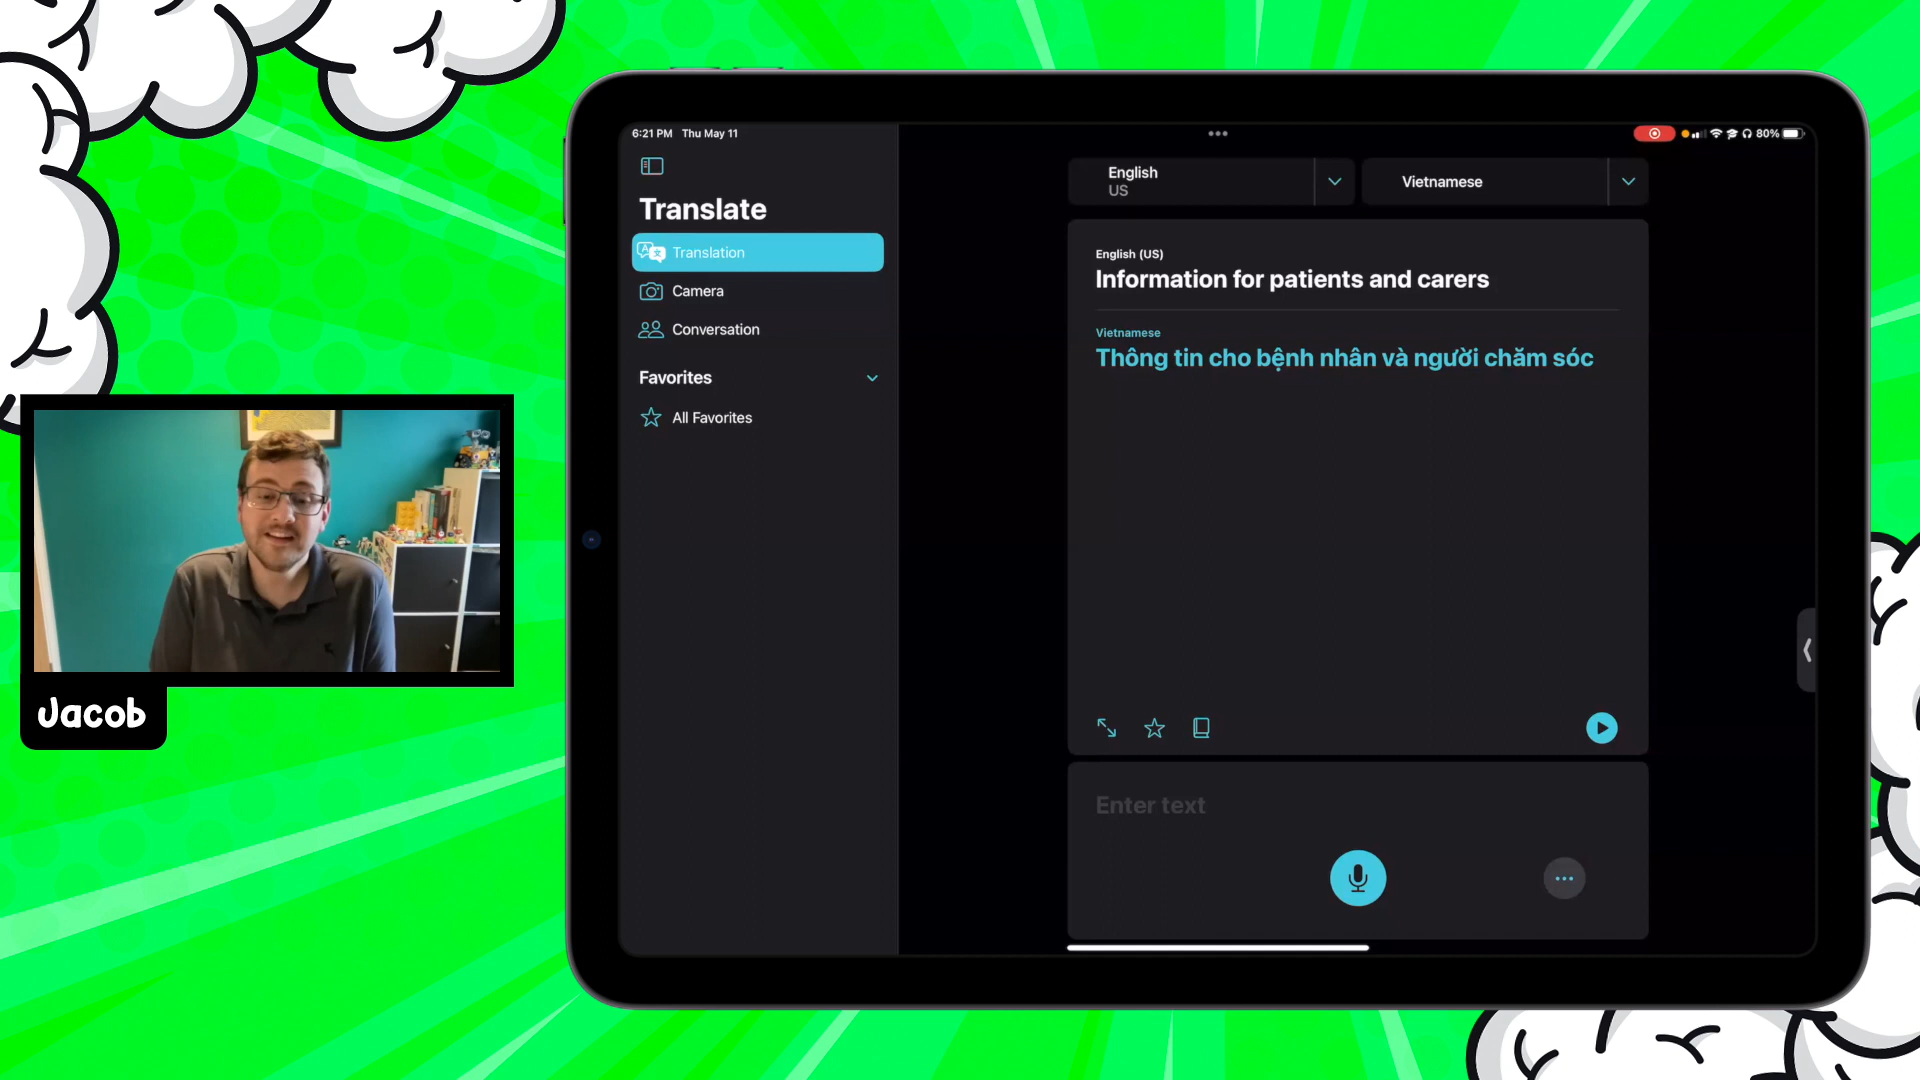 6:21 PM Thu May 11
80%
Translate
Translation
Camera
Conversation
Favorites
All Favorites
English
US
Vietnamese
English (US)
Information for patients and carers
Vietnamese
Thông tin cho bệnh nhân và người chăm sóc
Enter text
Jacob